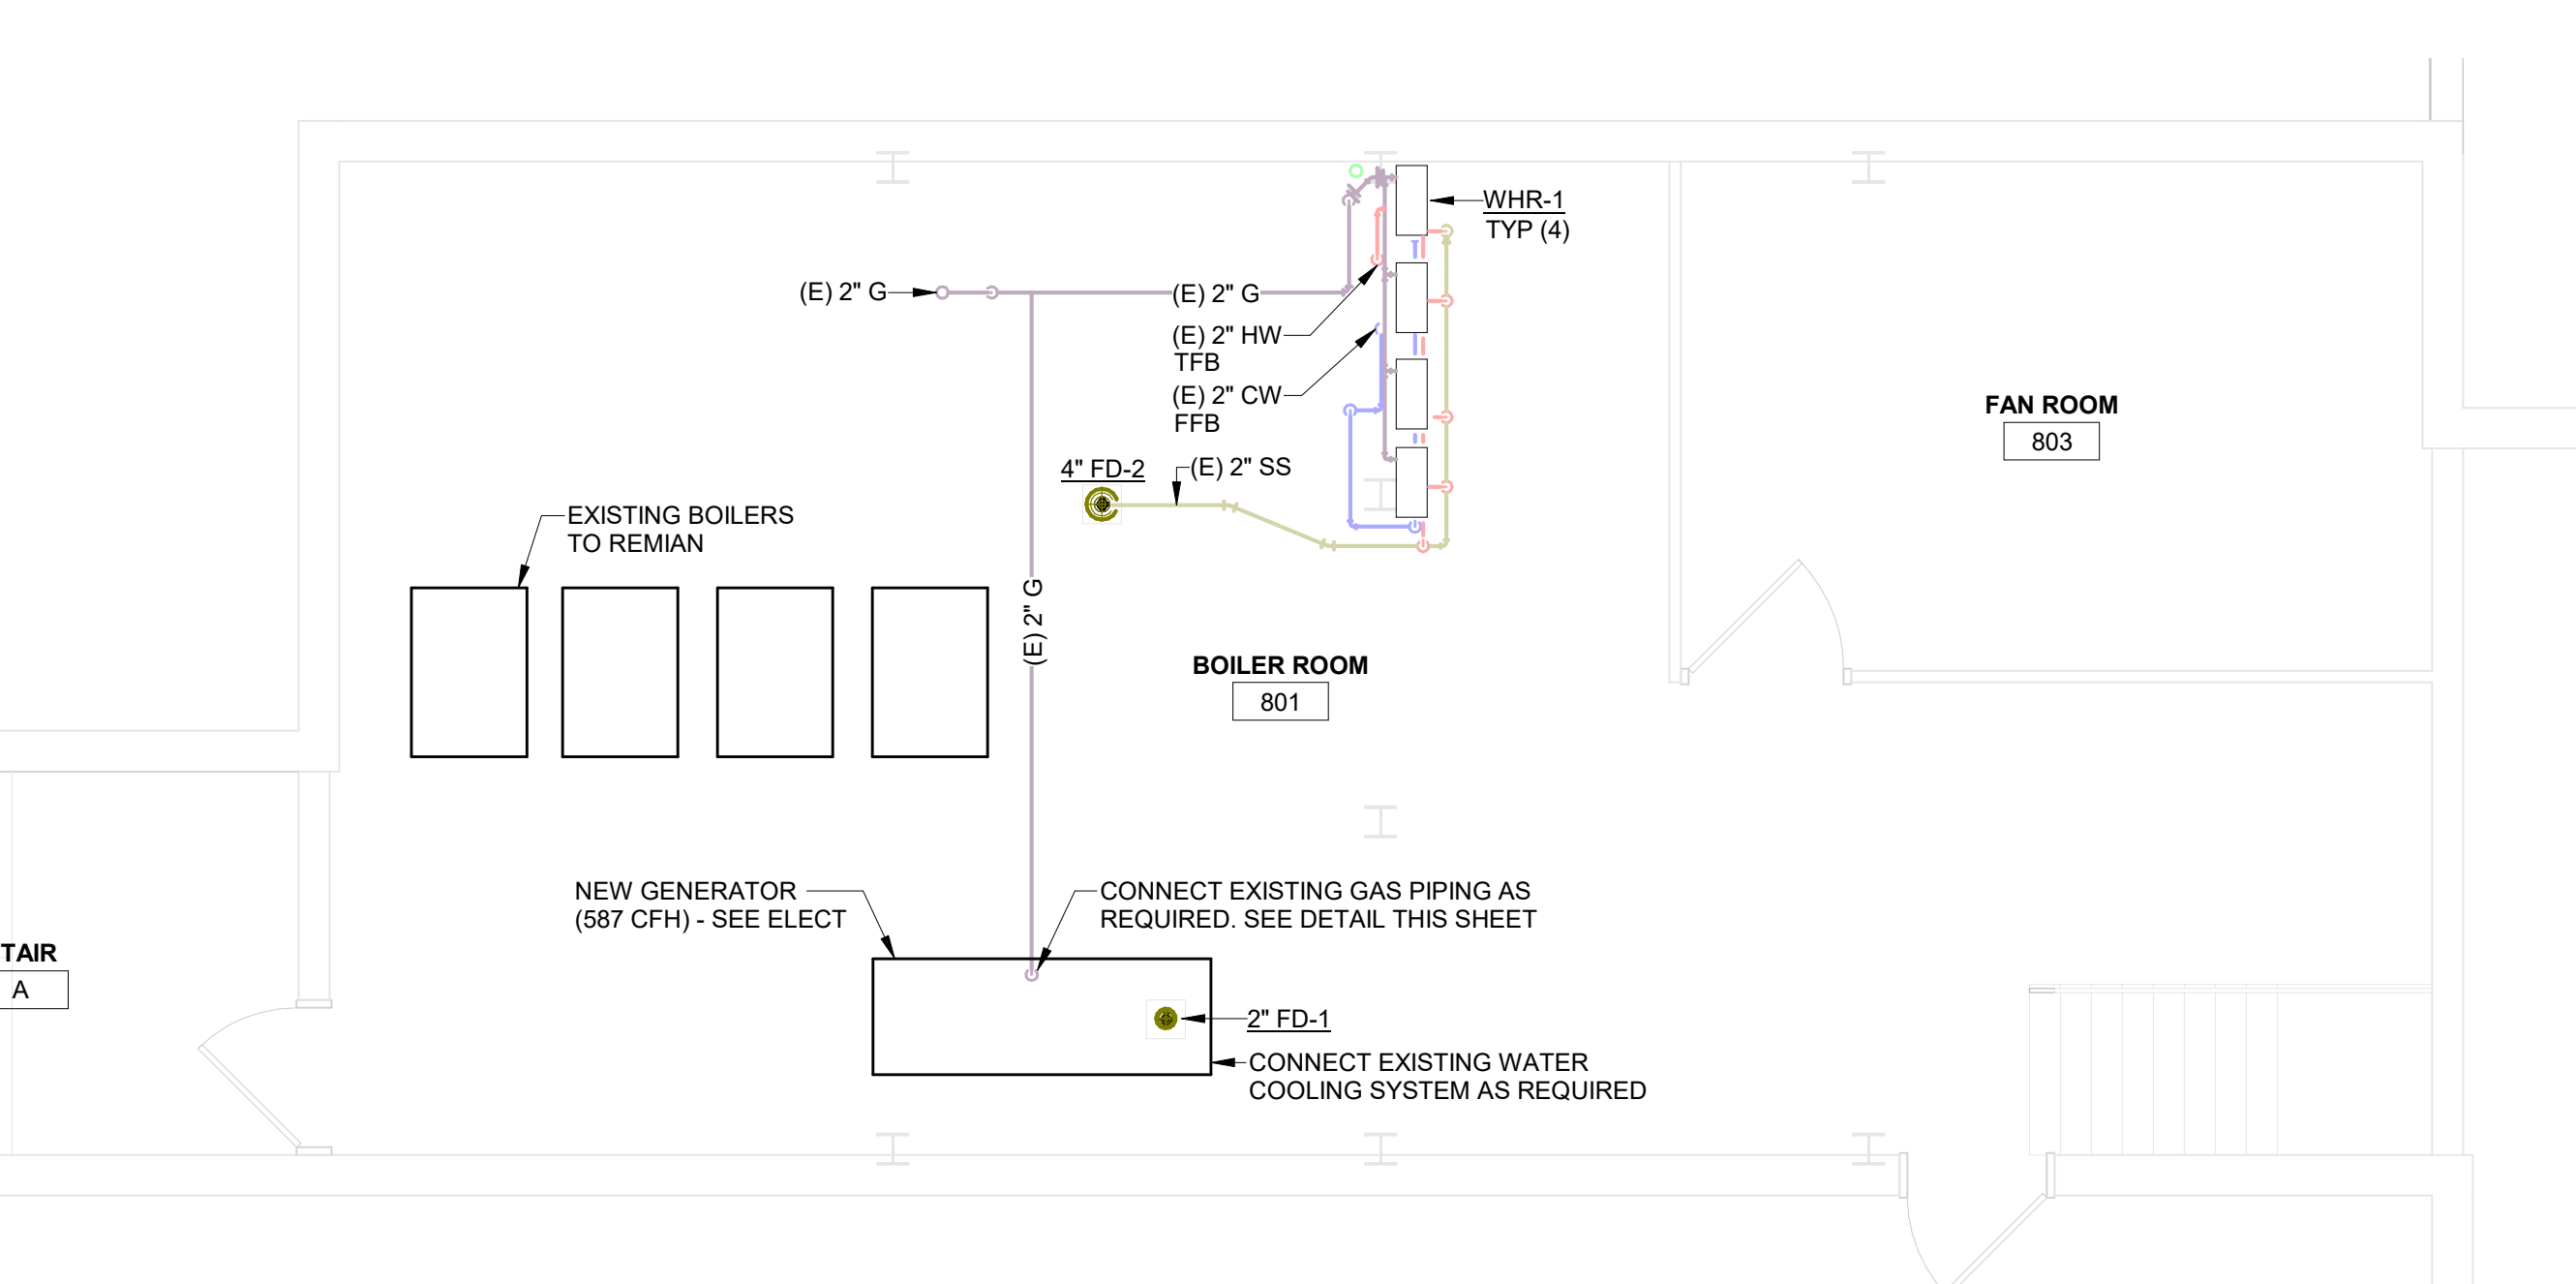 WHR-1
TYP (4)
(E) 2" G
(E) 2" G
(E) 2" HW
TFB
(E) 2" CW
FFB
FAN ROOM
803
4" FD-2
(E) 2" SS
EXISTING BOILERS
TO REMIAN
(E) 2" G
BOILER ROOM
801
NEW GENERATOR
(587 CFH) - SEE ELECT
CONNECT EXISTING GAS PIPING AS
REQUIRED. SEE DETAIL THIS SHEET
TAIR
A
2" FD-1
CONNECT EXISTING WATER
COOLING SYSTEM AS REQUIRED